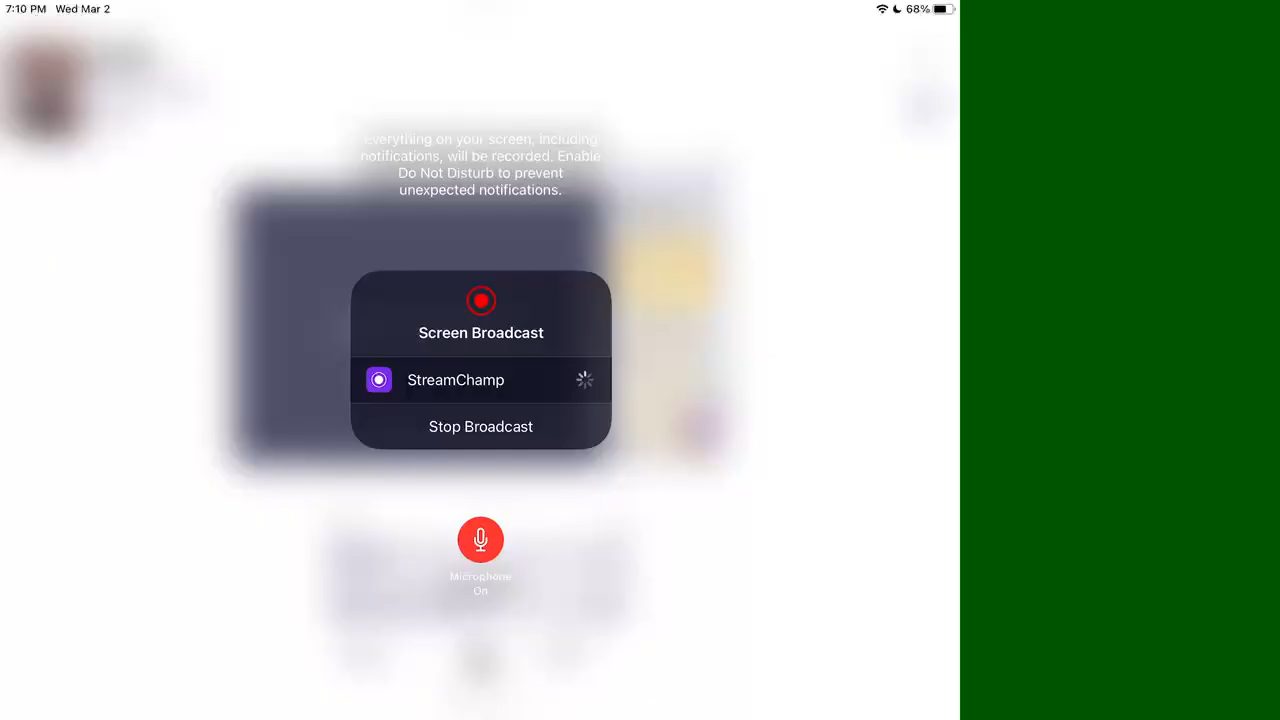 7:10 PM Wed Mar 2
68%
Everything on your screen, including
notifications, will be recorded. Enable
Do Not Disturb to prevent
unexpected notifications.
Screen Broadcast
StreamChamp
Stop Broadcast
Microphone
On